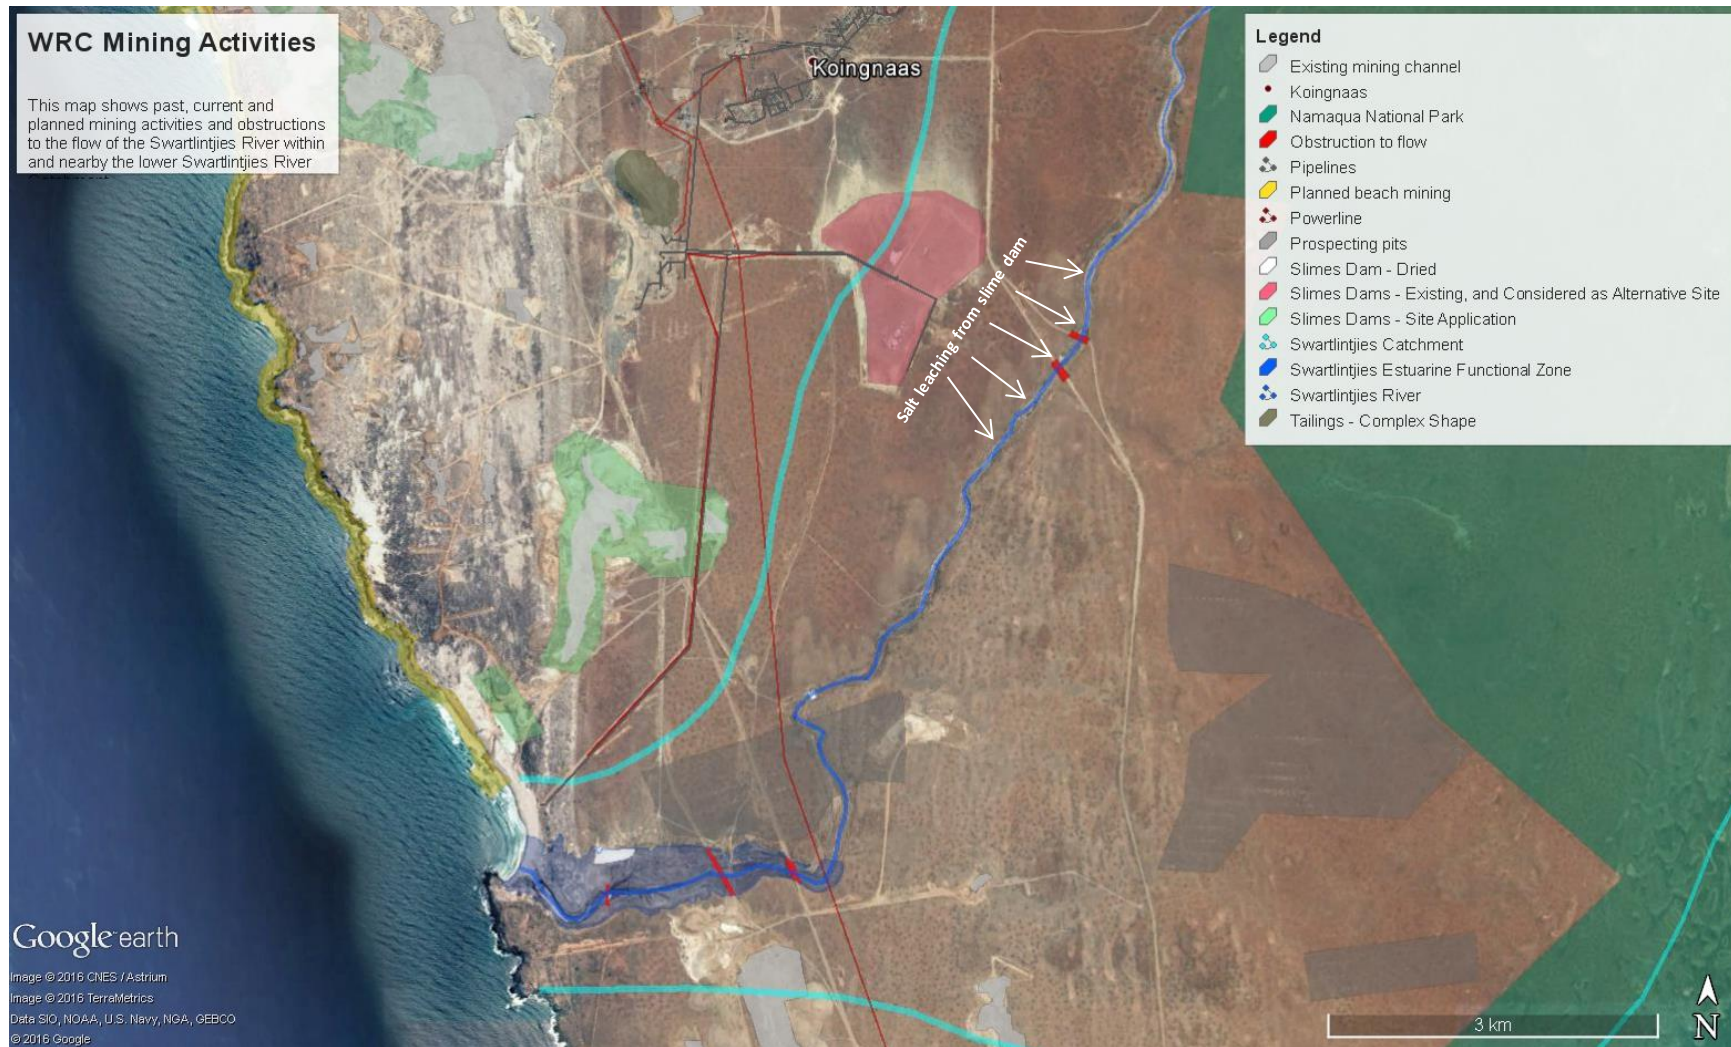 WRC Mining Activities
This map shows past, current and
planned mining activities and obstructions
to the flow of the Swartlintjies River within
and nearby the lower Swartlintjies River
Koingnaas
Salt leaching from slime dam
Legend
Existing mining channel
Koingnaas
Namaqua National Park
Obstruction to flow
Pipelines
Planned beach mining
Powerline
Prospecting pits
Slimes Dam - Dried
Slimes Dams - Existing, and Considered as Alternative Site
Slimes Dams - Site Application
Swartlintjies Catchment
Swartlintjies Estuarine Functional Zone
Swartlintjies River
Tailings - Complex Shape
Google earth
Image © 2016 CNES / Astrium
Image © 2016 TerraMetrics
Data SIO, NOAA, U.S. Navy, NGA, GEBCO
© 2016 Google
3 km
N